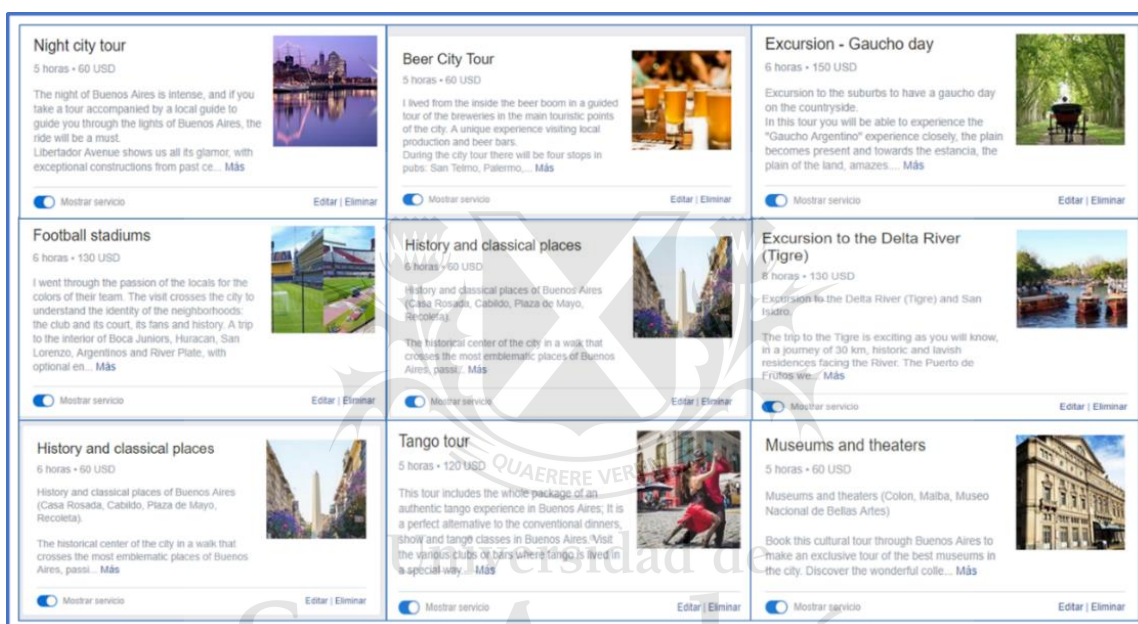 Night city tour
5 horas • 60 USD
The night of Buenos Aires is intense, and if you
take a tour accompanied by a local guide to
guide you through the lights of Buenos Aires, the
ride will be a must.
Libertador Avenue shows us all its glamor, with
exceptional constructions from past ce... Más
Mostrar servicio
Editar | Eliminar
Beer City Tour
5 horas • 60 USD
I lived from the inside the beer boom in a guided
tour of the breweries in the main touristic points
of the city. A unique experience visiting local
production and beer bars.
During the city tour there will be four stops in
pubs: San Telmo, Palermo,... Más
Mostrar servicio
Editar | Eliminar
Excursion - Gaucho day
6 horas • 150 USD
Excursion to the suburbs to have a gaucho day
on the countryside.
In this tour you will be able to experience the
"Gaucho Argentino" experience closely, the plain
becomes present and towards the estancia, the
plain of the land, amazes.... Más
Mostrar servicio
Editar | Eliminar
Football stadiums
6 horas • 130 USD
I went through the passion of the locals for the
colors of their team. The visit crosses the city to
understand the identity of the neighborhoods:
the club and its court, its fans and history. A trip
to the interior of Boca Juniors, Huracan, San
Lorenzo, Argentinos and River Plate, with
optional en... Más
Mostrar servicio
Editar | Eliminar
History and classical places
6 horas • 60 USD
History and classical places of Buenos Aires
(Casa Rosada, Cabildo, Plaza de Mayo,
Recoleta).
The historical center of the city in a walk that
crosses the most emblematic places of Buenos
Aires, passi... Más
Mostrar servicio
Editar | Eliminar
Excursion to the Delta River
(Tigre)
8 horas • 130 USD
Excursion to the Delta River (Tigre) and San
Isidro.
The trip to the Tigre is exciting as you will know,
in a journey of 30 km, historic and lavish
residences facing the River. The Puerto de
Frutos we... Más
Mostrar servicio
Editar | Eliminar
History and classical places
6 horas • 60 USD
History and classical places of Buenos Aires
(Casa Rosada, Cabildo, Plaza de Mayo,
Recoleta).
The historical center of the city in a walk that
crosses the most emblematic places of Buenos
Aires, passi... Más
Mostrar servicio
Editar | Eliminar
Tango tour
5 horas • 120 USD
This tour includes the whole package of an
authentic tango experience in Buenos Aires; It is
a perfect alternative to the conventional dinners,
show and tango classes in Buenos Aires. Visit
the various clubs or bars where tango is lived in
a special way.... Más
Mostrar servicio
Editar | Eliminar
Museums and theaters
5 horas • 60 USD
Museums and theaters (Colon, Malba, Museo
Nacional de Bellas Artes)
Book this cultural tour through Buenos Aires to
make an exclusive tour of the best museums in
the city. Discover the wonderful colle... Más
Mostrar servicio
Editar | Eliminar
QUAERERE
Universidad de